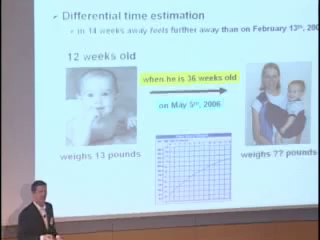 Differential time estimation
in 14 weeks away feels further away than on February 13th, 200
12 weeks old
when he is 36 weeks old
on May 5th, 2006
weighs 13 pounds
weighs ?? pounds